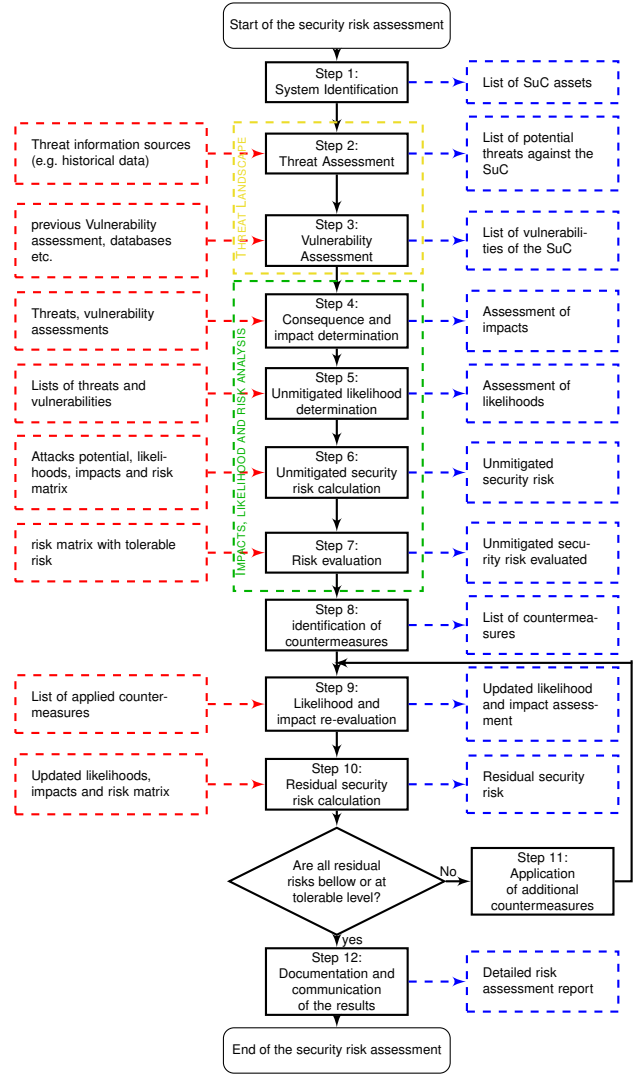 Start of the security risk assessment
Step 1:
System Identification
List of SuC assets
THREAT LANDSCAPE
Threat information sources
(e.g. historical data)
Step 2:
Threat Assessment
List of potential
threats against the
SuC
previous Vulnerability
assessment, databases
etc.
Step 3:
Vulnerability
Assessment
List of vulnerabili-
ties of the SuC
IMPACTS, LIKELIHOOD AND RISK ANALYSIS
Threats, vulnerability
assessments
Step 4:
Consequence and
impact determination
Assessment of
impacts
Lists of threats and
vulnerabilities
Step 5:
Unmitigated likelihood
determination
Assessment of
likelihoods
Attacks potential, likeli-
hoods, impacts and risk
matrix
Step 6:
Unmitigated security
risk calculation
Unmitigated
security risk
risk matrix with tolerable
risk
Step 7:
Risk evaluation
Unmitigated secu-
rity risk evaluated
Step 8:
identification of
countermeasures
List of countermea-
sures
List of applied counter-
measures
Step 9:
Likelihood and
impact re-evaluation
Updated likelihood
and impact assess-
ment
Updated likelihoods,
impacts and risk matrix
Step 10:
Residual security
risk calculation
Residual security
risk
Are all residual
risks bellow or at
tolerable level?
No
Step 11:
Application
of additional
countermeasures
yes
Step 12:
Documentation and
communication
of the results
Detailed risk
assessment report
End of the security risk assessment